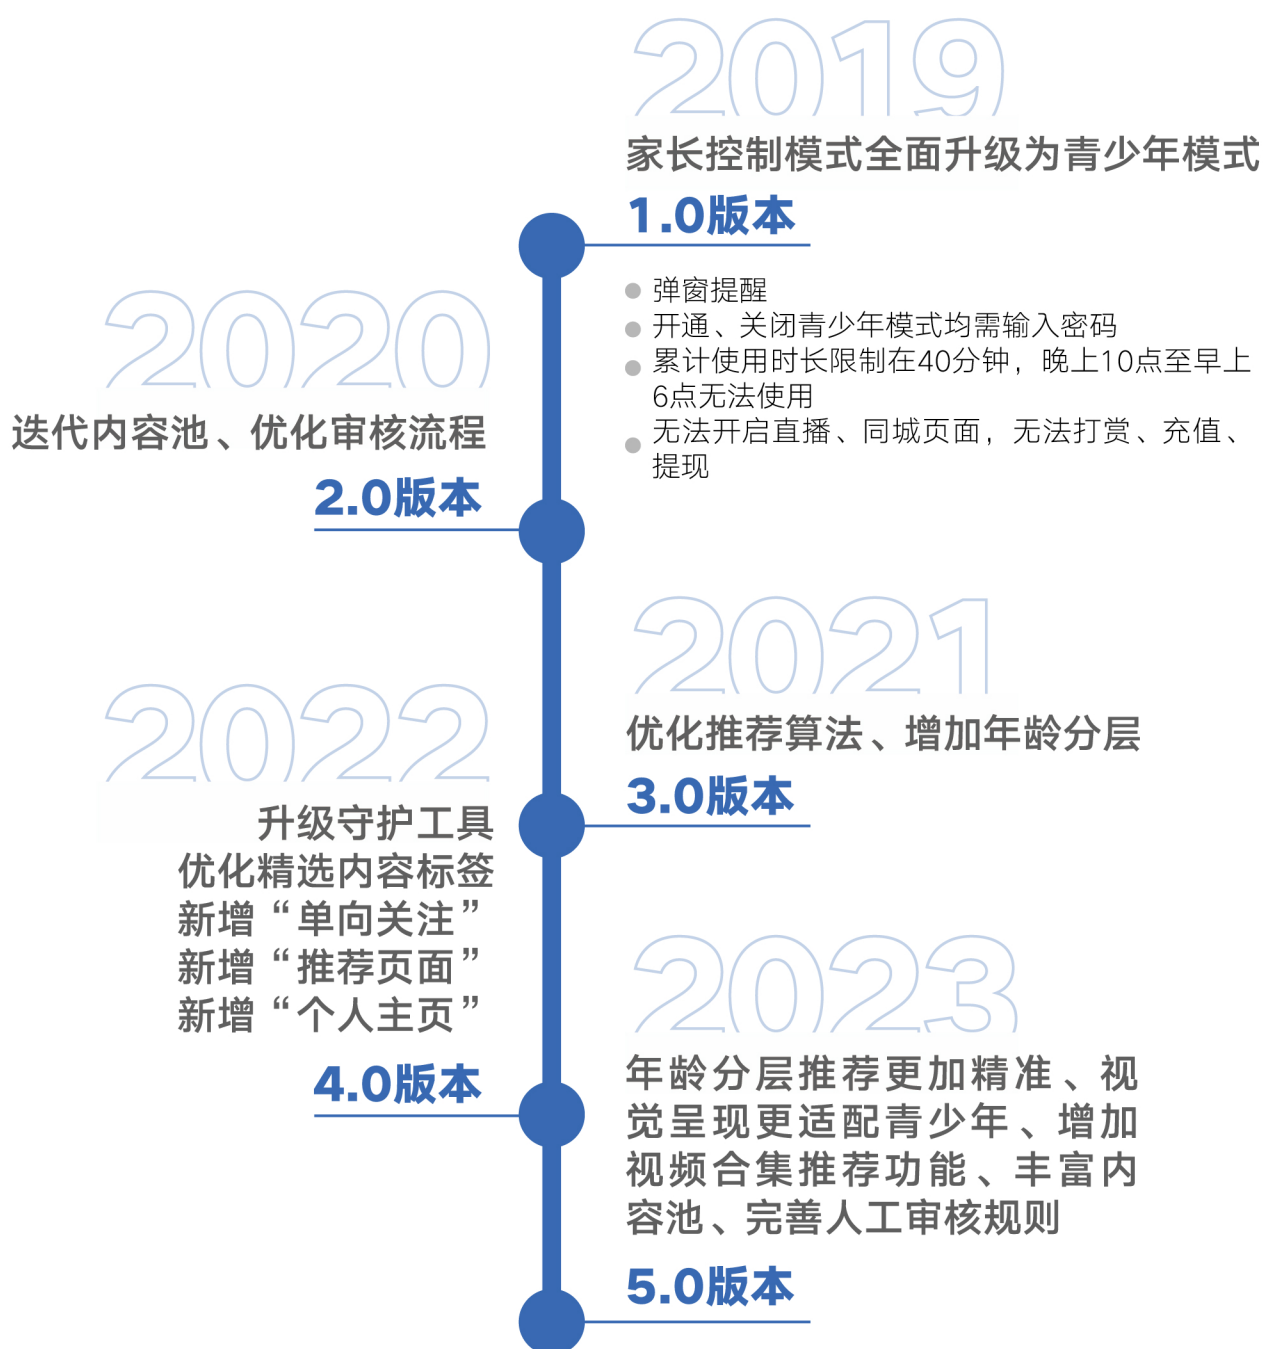 2019
家长控制模式全面升级为青少年模式
1.0版本
弹窗提醒
开通、关闭青少年模式均需输入密码
累计使用时长限制在40分钟，晚上10点至早上
6点无法使用
无法开启直播、同城页面，无法打赏、充值、
提现
2020
迭代内容池、优化审核流程
2.0版本
2021
优化推荐算法、增加年龄分层
3.0版本
2022
升级守护工具
优化精选内容标签
新增“单向关注”
新增“推荐页面”
新增“个人主页”
4.0版本
2023
年龄分层推荐更加精准、视
觉呈现更适配青少年、增加
视频合集推荐功能、丰富内
容池、完善人工审核规则
5.0版本